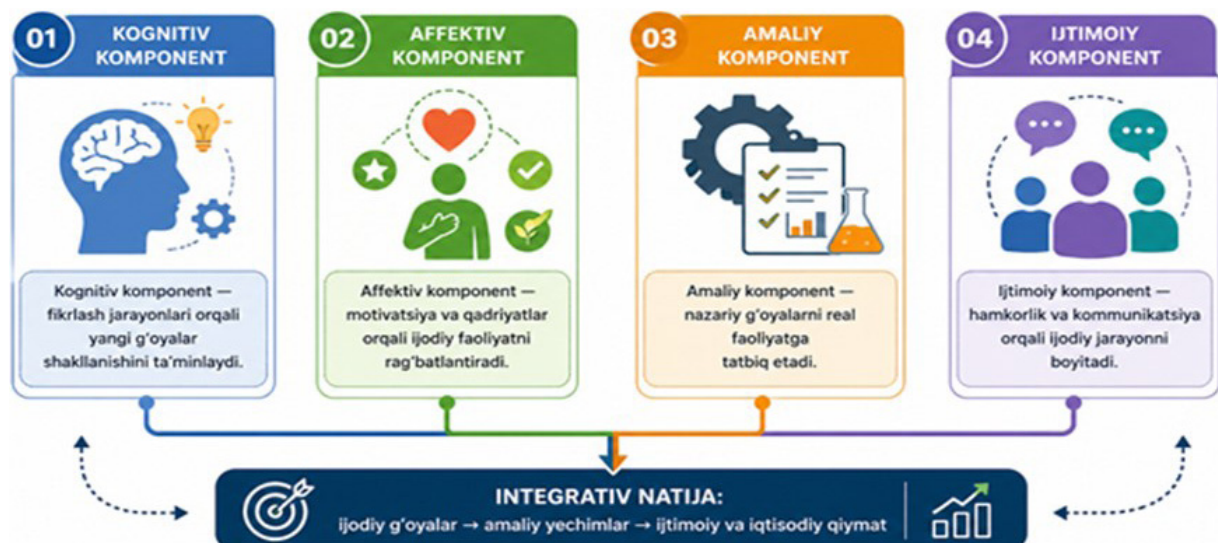 01
KOGNITIV
KOMPONENT
Kognitiv komponent —
fikrlash jarayonlari orqali
yangi g'oyalar
shakllanishini ta'minlaydi.
02
AFFEKTIV
KOMPONENT
Affektiv komponent —
motivatsiya va qadriyatlar
orqali ijodiy faoliyatni
rag'batlantiradi.
03
AMALIY
KOMPONENT
Amaliy komponent —
nazariy g'oyalarni real
faoliyatga
tatbiq etadi.
04
IJTIMOIY
KOMPONENT
Ijtimoiy komponent —
hamkorlik va kommunikatsiya
orqali ijodiy jarayonni
boyitadi.
INTEGRATIV NATIJA:
ijodiy g'oyalar → amaliy yechimlar → ijtimoiy va iqtisodiy qiymat